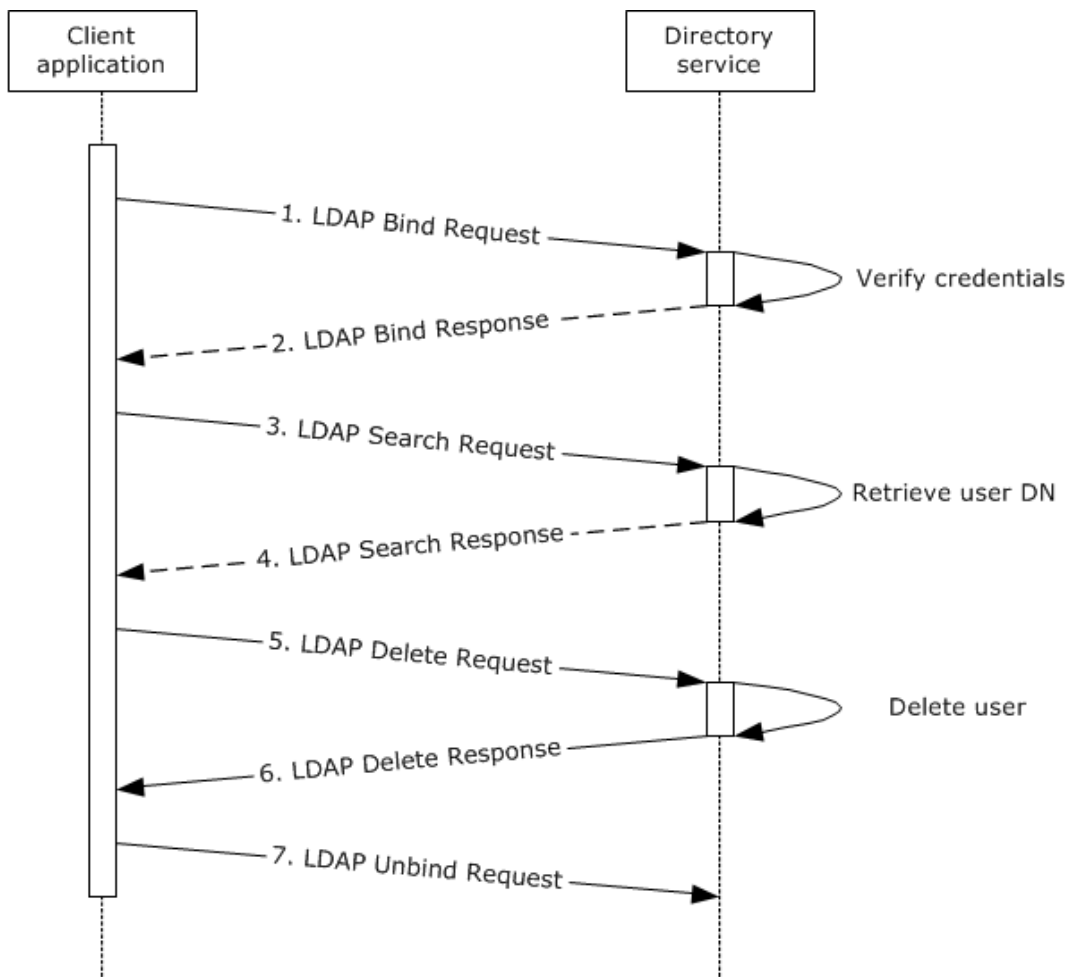 Client
application
Directory
service
1. LDAP Bind Request
Verify credentials
2. LDAP Bind Response
3. LDAP Search Request
Retrieve user DN
4. LDAP Search Response
5. LDAP Delete Request
Delete user
6. LDAP Delete Response
7. LDAP Unbind Request